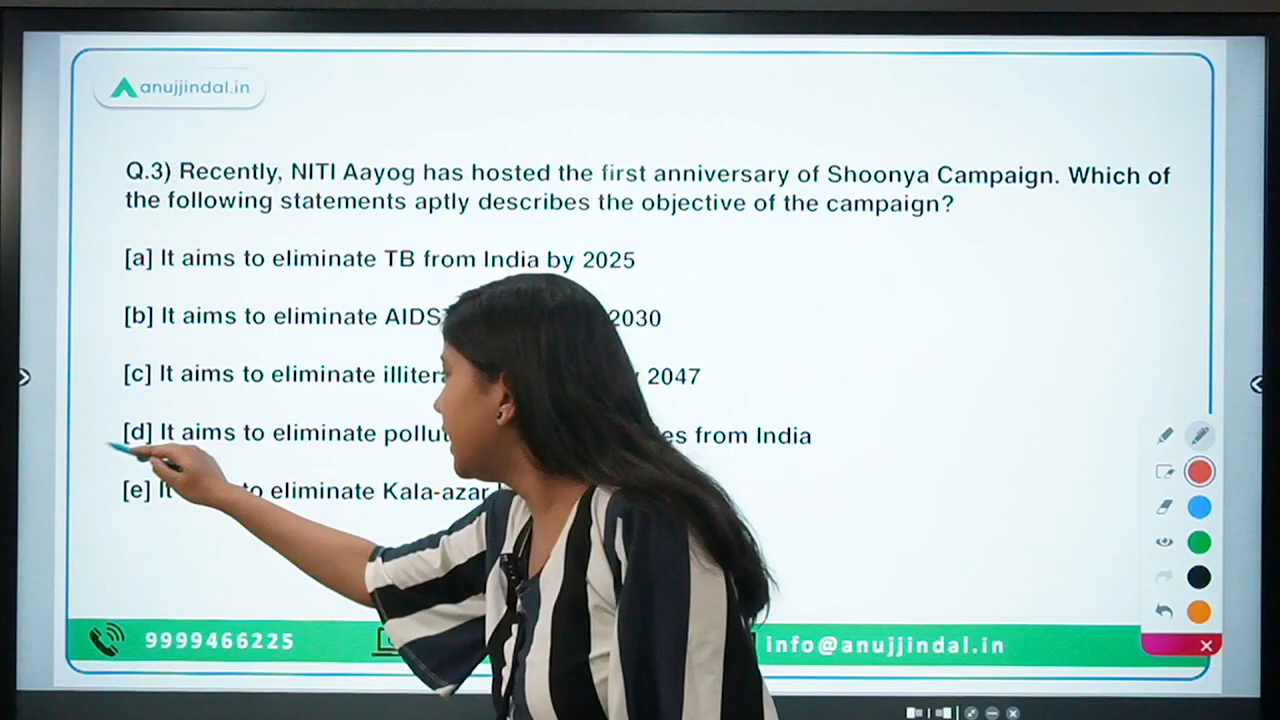 anujjindal.in
Q.3) Recently, NITI Aayog has hosted the first anniversary of Shoonya Campaign. Which of
the following statements aptly describes the objective of the campaign?
[a] It aims to eliminate TB from India by 2025
[b] It aims to eliminate AIDS 2030
[c] It aims to eliminate 2047
[d] It aims to eliminate from India
[e] It to eliminate Kala-azar
9999466225 info@anujjindal.in